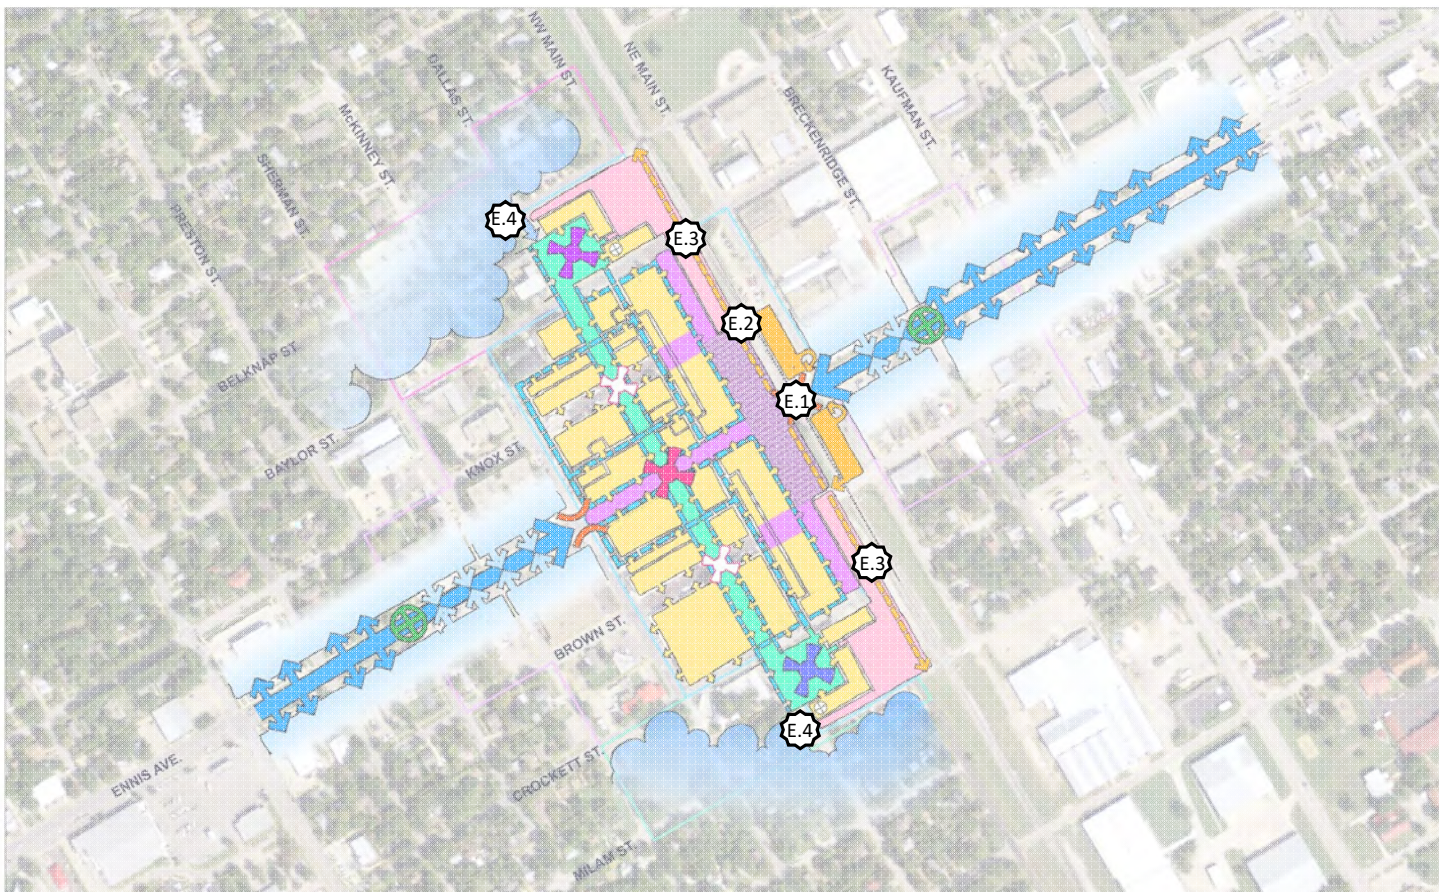 NW MAIN ST.
NE MAIN ST.
DALLAS ST.
KAUFMAN ST.
BRECKENRIDGE ST.
McKINNEY ST.
SHERMAN ST.
PRESTON ST.
E.4
E.3
E.2
BELKNAP ST.
E.1
BAYLOR ST.
KNOX ST.
E.3
BROWN ST.
E.4
ENNIS AVE.
CROCKETT ST.
MILAM ST.